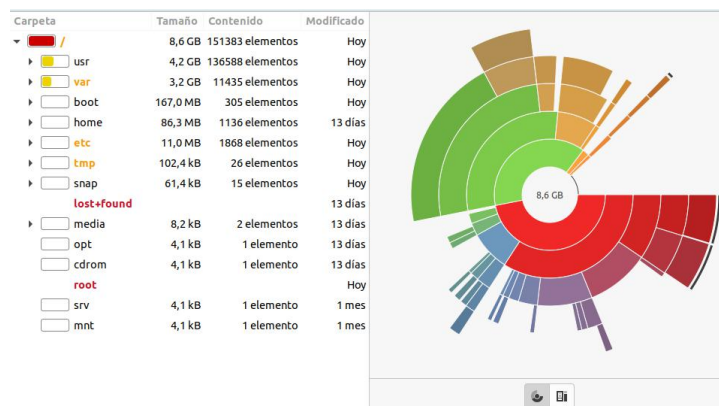 Carpeta Tamaño Contenido Modificado
/ 8,6 GB 151383 elementos Hoy
usr 4,2 GB 136588 elementos Hoy
var 3,2 GB 11435 elementos Hoy
boot 167,0 MB 305 elementos Hoy
home 86,3 MB 1136 elementos 13 días
etc 11,0 MB 1868 elementos Hoy
tmp 102,4 kB 26 elementos Hoy
snap 61,4 kB 15 elementos Hoy
lost+found 13 días
media 8,2 kB 2 elementos 13 días
opt 4,1 kB 1 elemento 13 días
cdrom 4,1 kB 1 elemento 13 días
root Hoy
srv 4,1 kB 1 elemento 1 mes
mnt 4,1 kB 1 elemento 1 mes
8,6 GB